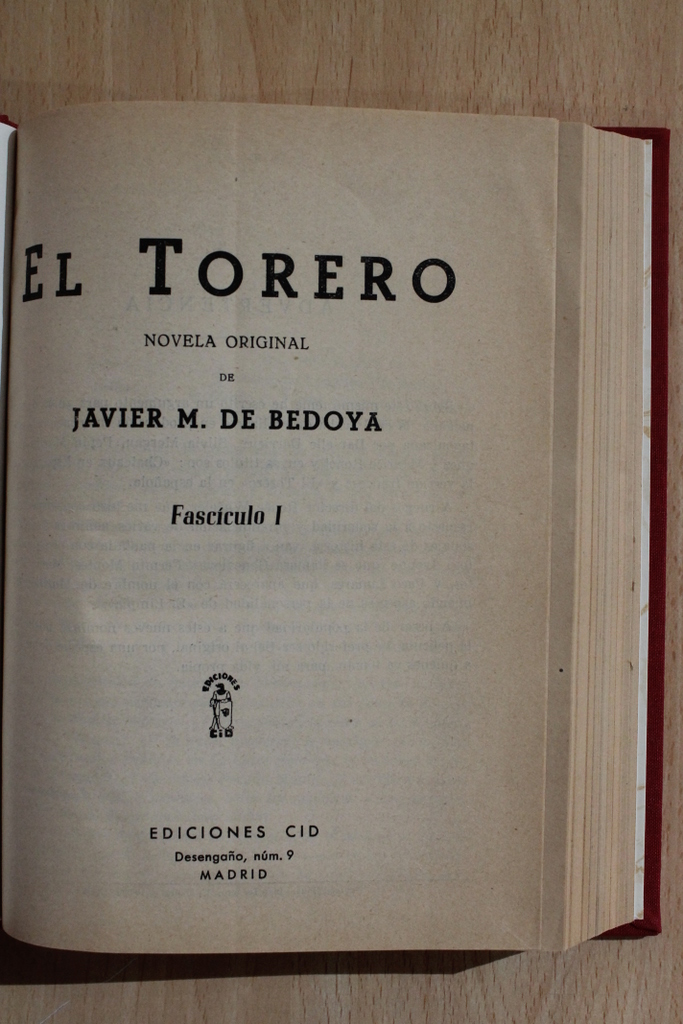 EL TORERO
NOVELA ORIGINAL
DE
JAVIER M. DE BEDOYA
Fascículo I
EDICIONES
CID
EDICIONES CID
Desengaño, núm. 9
MADRID